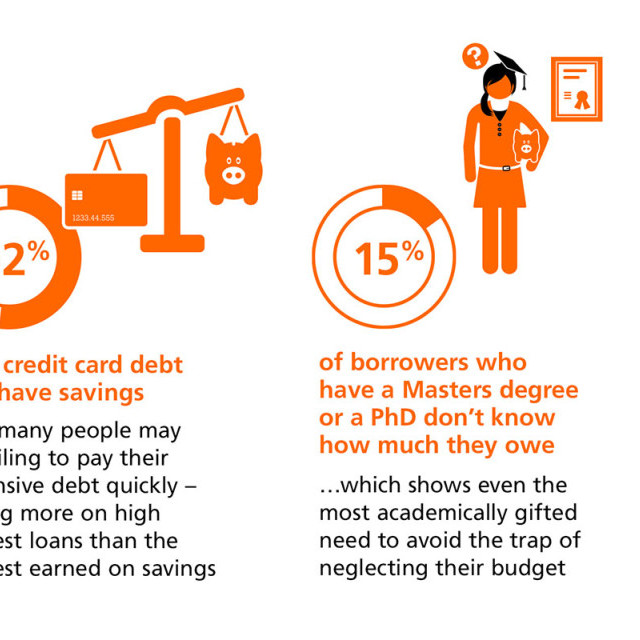 ?
1233.44.555
2%
credit card debt
have savings
many people may
iling to pay their
nsive debt quickly –
g more on high
est loans than the
est earned on savings
15%
of borrowers who
have a Masters degree
or a PhD don’t know
how much they owe
…which shows even the
most academically gifted
need to avoid the trap of
neglecting their budget